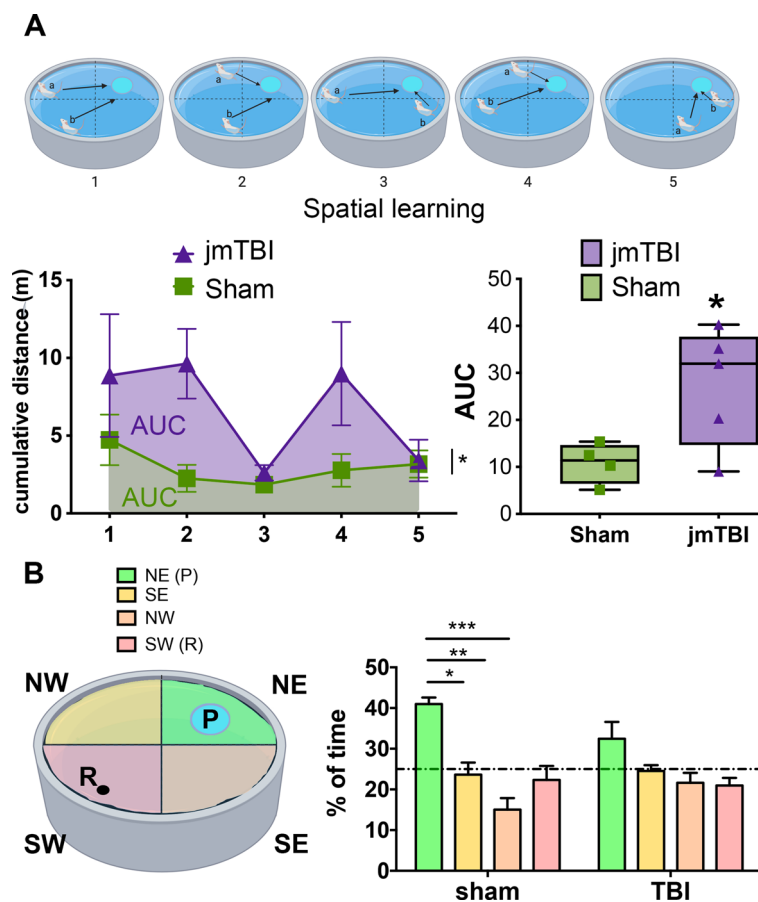 A
a
b
a
b
a
b
a
b
a
b
1 2 3 4 5
Spatial learning
jmTBI
Sham
cumulative distance (m)
15
10
5
0
AUC
AUC
*
1 2 3 4 5
jmTBI
Sham
AUC
50
40
30
20
10
0
*
Sham jmTBI
B
NE (P)
SE
NW
SW (R)
NW
NE
P
R
SW
SE
% of time
50
40
30
20
10
0
***
**
*
sham TBI